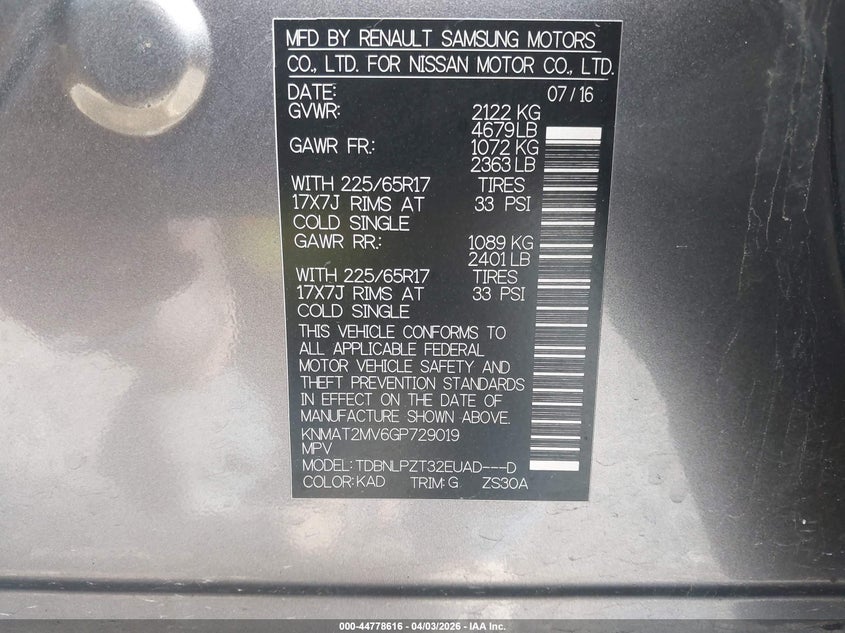 MFD BY RENAULT SAMSUNG MOTORS
CO., LTD. FOR NISSAN MOTOR CO., LTD.
DATE: 07/16
GVWR: 2122 KG
4679 LB
GAWR FR.: 1072 KG
2363 LB
WITH 225/65R17 TIRES
17X7J RIMS AT 33 PSI
COLD SINGLE
GAWR RR.: 1089 KG
2401 LB
WITH 225/65R17 TIRES
17X7J RIMS AT 33 PSI
COLD SINGLE
THIS VEHICLE CONFORMS TO
ALL APPLICABLE FEDERAL
MOTOR VEHICLE SAFETY AND
THEFT PREVENTION STANDARDS
IN EFFECT ON THE DATE OF
MANUFACTURE SHOWN ABOVE.
KNMAT2MV6GP729019
MPV
MODEL: TDBNLPZT32EUAD---D
COLOR: KAD TRIM: G ZS30A
000-44778616 - 04/03/2026 - IAA Inc.